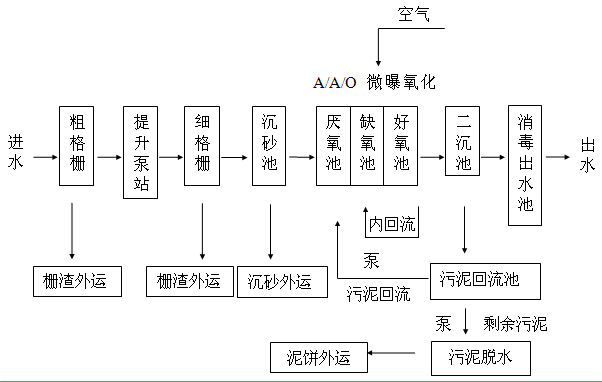 空气
A/A/O 微曝氧化
进水
粗格栅
提升泵站
细格栅
沉砂池
厌氧池
缺氧池
好氧池
二沉池
消毒出水池
出水
内回流
泵
污泥回流
栅渣外运
栅渣外运
沉砂外运
污泥回流池
泵
剩余污泥
泥饼外运
污泥脱水